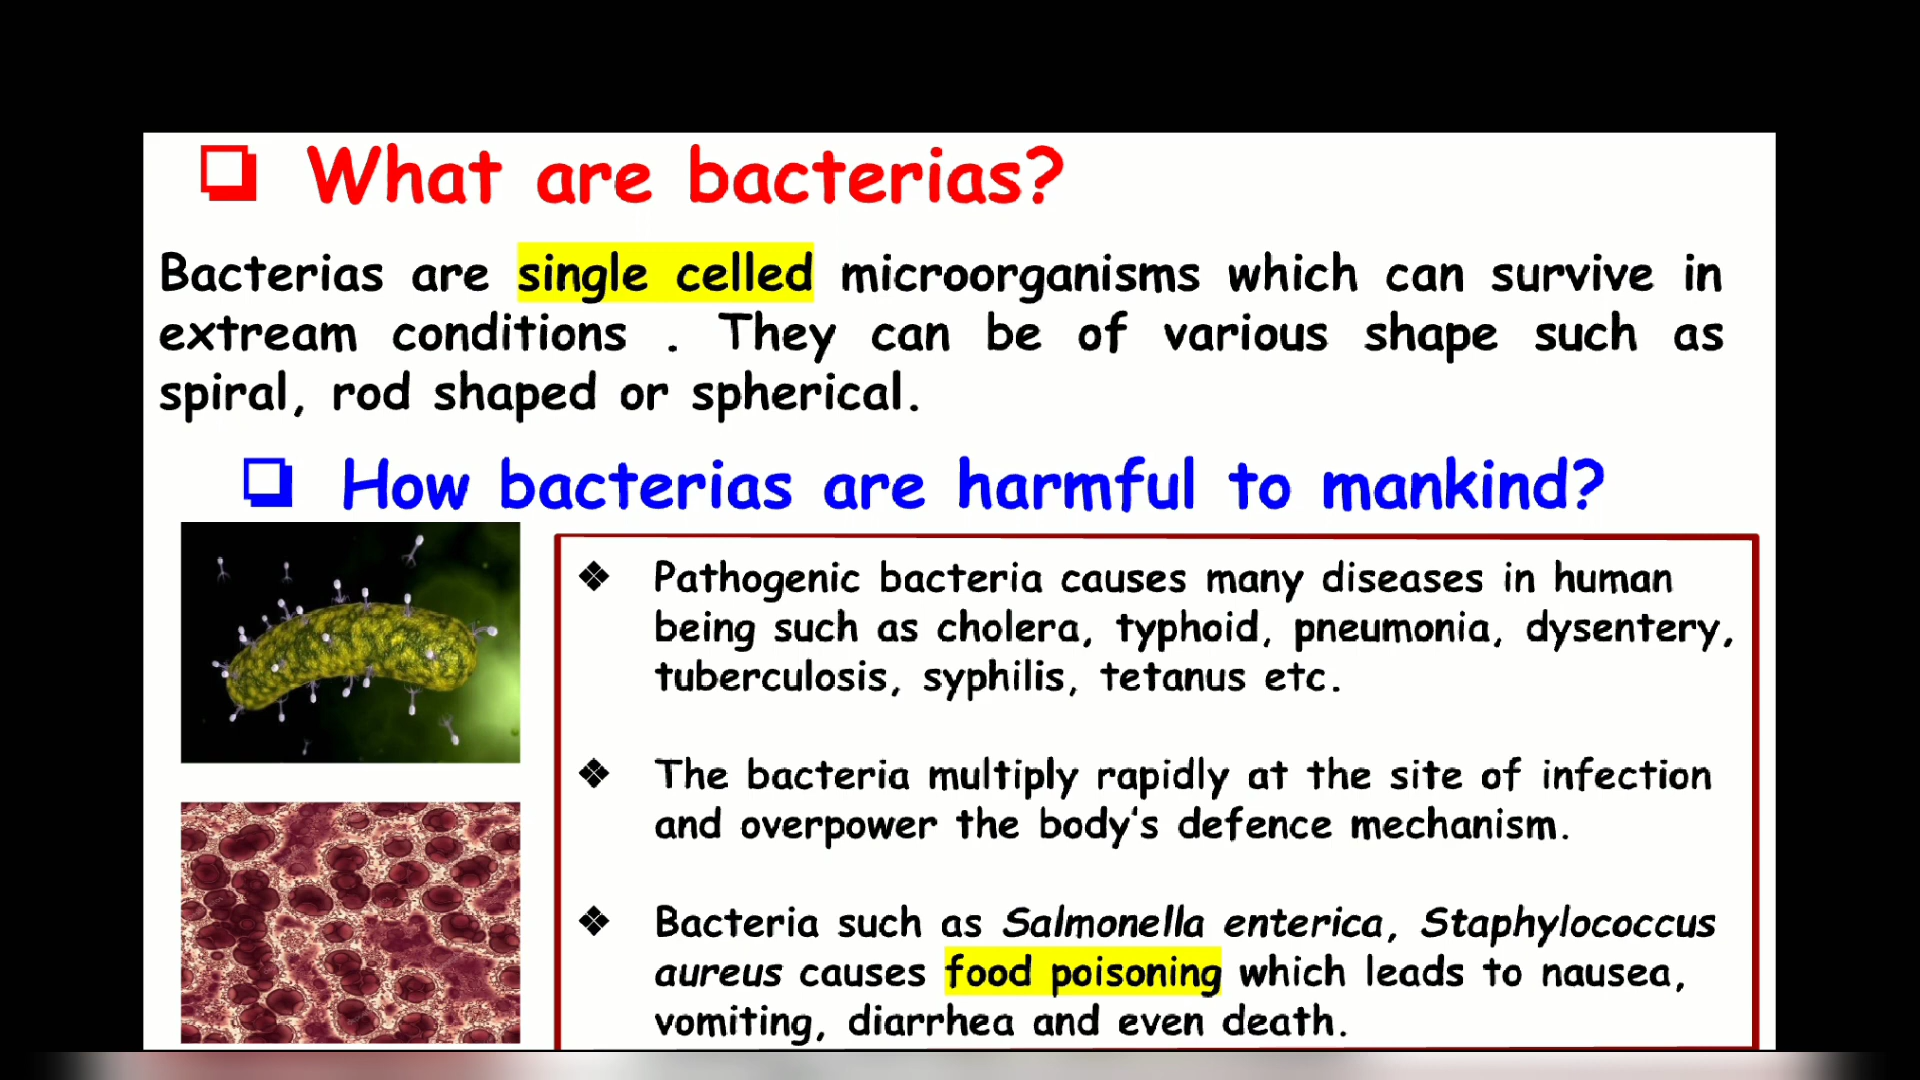 What are bacterias?
Bacterias are single celled microorganisms which can survive in
extream conditions . They can be of various shape such as
spiral, rod shaped or spherical.
How bacterias are harmful to mankind?
Pathogenic bacteria causes many diseases in human
being such as cholera, typhoid, pneumonia, dysentery,
tuberculosis, syphilis, tetanus etc.
The bacteria multiply rapidly at the site of infection
and overpower the body's defence mechanism.
Bacteria such as Salmonella enterica, Staphylococcus
aureus causes food poisoning which leads to nausea,
vomiting, diarrhea and even death.